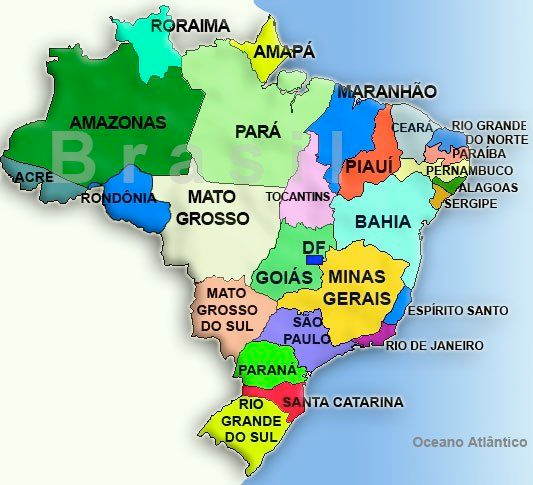 RORAIMA
AMAPÁ
MARANHÃO
AMAZONAS
PARÁ
CEARÁ
RIO GRANDE
DO NORTE
Brasil
PIAUÍ
PARAÍBA
PERNAMBUCO
ACRE
RONDÔNIA
MATO
GROSSO
TOCANTINS
ALAGOAS
SERGIPE
BAHIA
DF
GOIÁS
MINAS
GERAIS
MATO
GROSSO
DO SUL
ESPÍRITO SANTO
SÃO
PAULO
RIO DE JANEIRO
PARANÁ
SANTA CATARINA
RIO
GRANDE
DO SUL
Oceano Atlântico